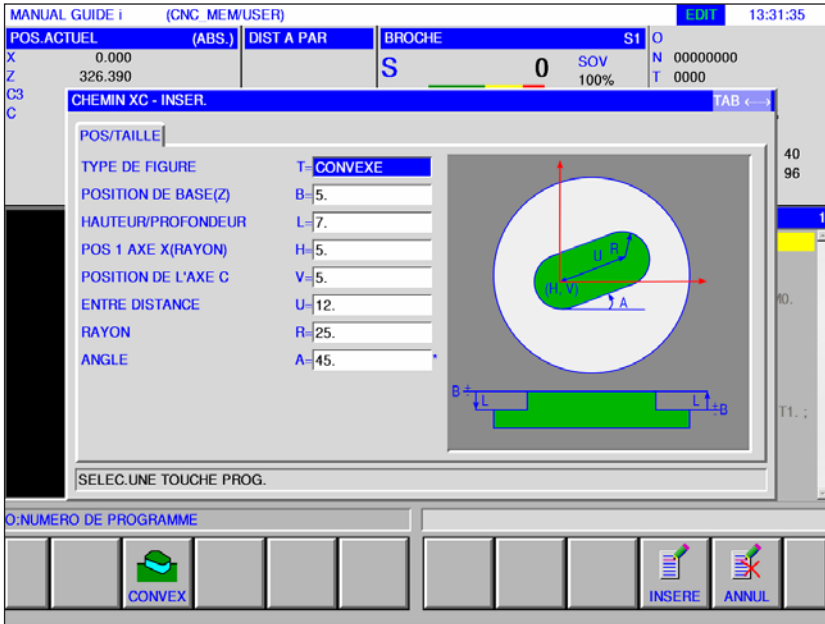 MANUAL GUIDE i (CNC_MEM/USER) EDIT 13:31:35
POS.ACTUEL (ABS.) DIST A PAR BROCHE S1 O
X 0.000 S 0 SOV N 00000000
Z 326.390 100% T 0000
C3
C
CHEMIN XC - INSER. TAB ←→
POS/TAILLE
TYPE DE FIGURE T= CONVEXE
POSITION DE BASE(Z) B= 5.
HAUTEUR/PROFONDEUR L= 7.
POS 1 AXE X(RAYON) H= 5.
POSITION DE L'AXE C V= 5.
ENTRE DISTANCE U= 12.
RAYON R= 25.
ANGLE A= 45. *
U R
(H, V)
A
B ± L L ±B
40
96
1
M0.
T1. ;
SELEC.UNE TOUCHE PROG.
O:NUMERO DE PROGRAMME
CONVEX INSERE ANNUL